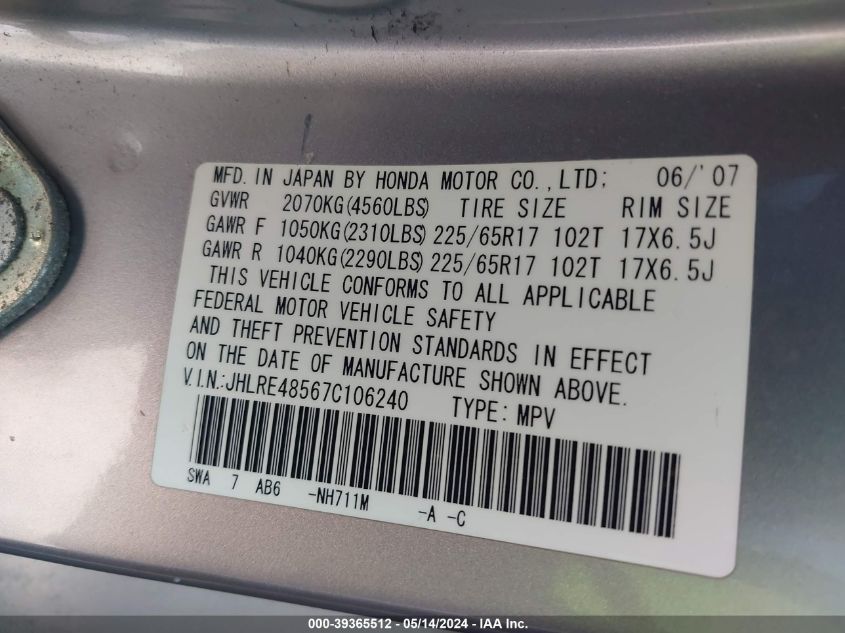 MFD. IN JAPAN BY HONDA MOTOR CO., LTD; 06/'07
GVWR 2070KG(4560LBS) TIRE SIZE RIM SIZE
GAWR F 1050KG(2310LBS) 225/65R17 102T 17X6.5J
GAWR R 1040KG(2290LBS) 225/65R17 102T 17X6.5J
THIS VEHICLE CONFORMS TO ALL APPLICABLE
FEDERAL MOTOR VEHICLE SAFETY
AND THEFT PREVENTION STANDARDS IN EFFECT
ON THE DATE OF MANUFACTURE SHOWN ABOVE.
V.I.N.:JHLRE48567C106240 TYPE: MPV
SWA 7 AB6 -NH711M -A -C
000-39365512 - 05/14/2024 - IAA Inc.